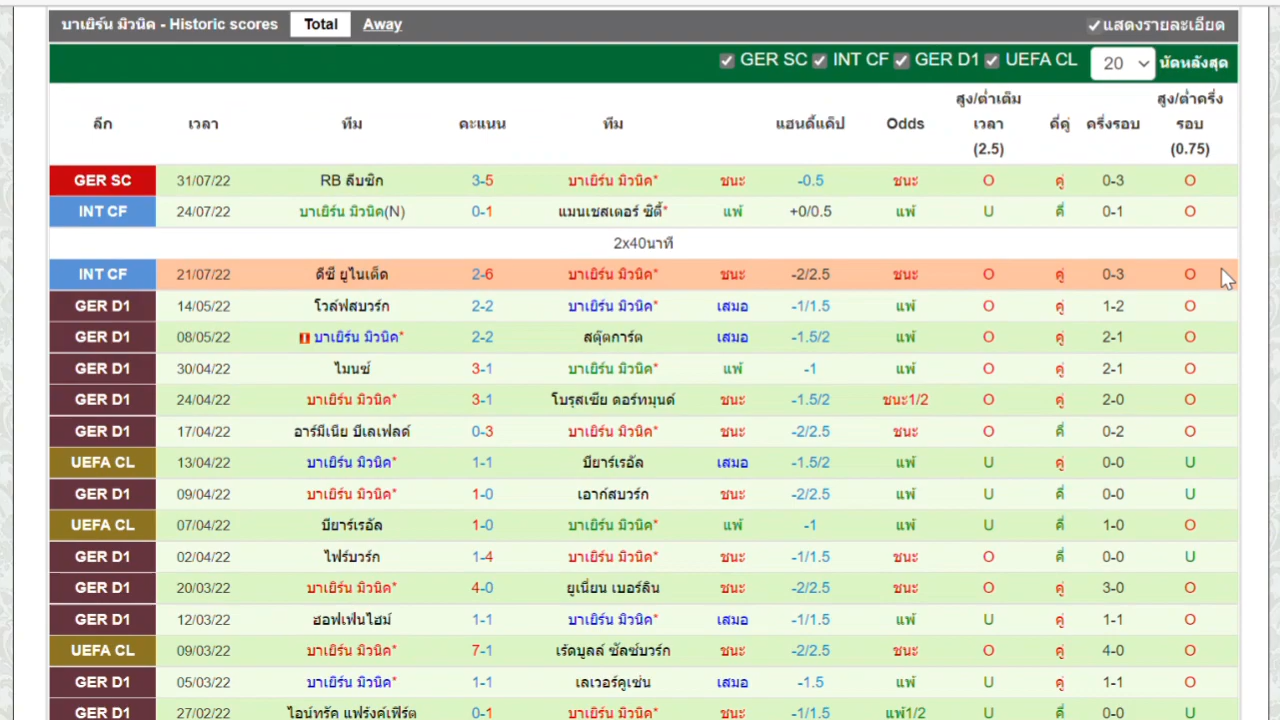 บาเยิร์น มิวนิค - Historic scores Total Away แสดงรายละเอียด
GER SC INT CF GER D1 UEFA CL 20 นัดหลังสุด
ลีก เวลา ทีม คะแนน ทีม แฮนดี้แค็ป Odds สูง/ต่ำเต็มเวลา (2.5) คี่คู่ ครึ่งรอบ สูง/ต่ำครึ่งรอบ (0.75)
GER SC 31/07/22 RB ลีบซิก 3-5 บาเยิร์น มิวนิค* ชนะ -0.5 ชนะ O คู่ 0-3 O
INT CF 24/07/22 บาเยิร์น มิวนิค(N) 0-1 แมนเชสเตอร์ ซิตี้* แพ้ +0/0.5 แพ้ U คี่ 0-1 O
2x40นาที
INT CF 21/07/22 ดีซี ยูไนเต็ด 2-6 บาเยิร์น มิวนิค* ชนะ -2/2.5 ชนะ O คู่ 0-3 O
GER D1 14/05/22 โวล์ฟสบวร์ก 2-2 บาเยิร์น มิวนิค* เสมอ -1/1.5 แพ้ O คู่ 1-2 O
GER D1 08/05/22 1 บาเยิร์น มิวนิค* 2-2 สตุ๊ตการ์ต เสมอ -1.5/2 แพ้ O คู่ 2-1 O
GER D1 30/04/22 ไมนซ์ 3-1 บาเยิร์น มิวนิค* แพ้ -1 แพ้ O คู่ 2-1 O
GER D1 24/04/22 บาเยิร์น มิวนิค* 3-1 โบรุสเซีย ดอร์ทมุนด์ ชนะ -1.5/2 ชนะ1/2 O คู่ 2-0 O
GER D1 17/04/22 อาร์มีเนีย บีเลเฟลด์ 0-3 บาเยิร์น มิวนิค* ชนะ -2/2.5 ชนะ O คี่ 0-2 O
UEFA CL 13/04/22 บาเยิร์น มิวนิค* 1-1 บียาร์เรอัล เสมอ -1.5/2 แพ้ U คู่ 0-0 U
GER D1 09/04/22 บาเยิร์น มิวนิค* 1-0 เอาก์สบวร์ก ชนะ -2/2.5 แพ้ U คี่ 0-0 U
UEFA CL 07/04/22 บียาร์เรอัล 1-0 บาเยิร์น มิวนิค* แพ้ -1 แพ้ U คี่ 1-0 O
GER D1 02/04/22 ไฟร์บวร์ก 1-4 บาเยิร์น มิวนิค* ชนะ -1/1.5 ชนะ O คี่ 0-0 U
GER D1 20/03/22 บาเยิร์น มิวนิค* 4-0 ยูเนี่ยน เบอร์ลิน ชนะ -2/2.5 ชนะ O คู่ 3-0 O
GER D1 12/03/22 ฮอฟเฟ่นไฮม์ 1-1 บาเยิร์น มิวนิค* เสมอ -1/1.5 แพ้ U คู่ 1-1 O
UEFA CL 09/03/22 บาเยิร์น มิวนิค* 7-1 เร้ดบูลล์ ซัลซ์บวร์ก ชนะ -2/2.5 ชนะ O คู่ 4-0 O
GER D1 05/03/22 บาเยิร์น มิวนิค* 1-1 เลเวอร์คูเซ่น เสมอ -1.5 แพ้ U คู่ 1-1 O
GER D1 27/02/22 ไอน์ทรัค แฟร้งค์เฟิร์ต 0-1 บาเยิร์น มิวนิค* ชนะ -1/1.5 แพ้1/2 U คี่ 0-0 U